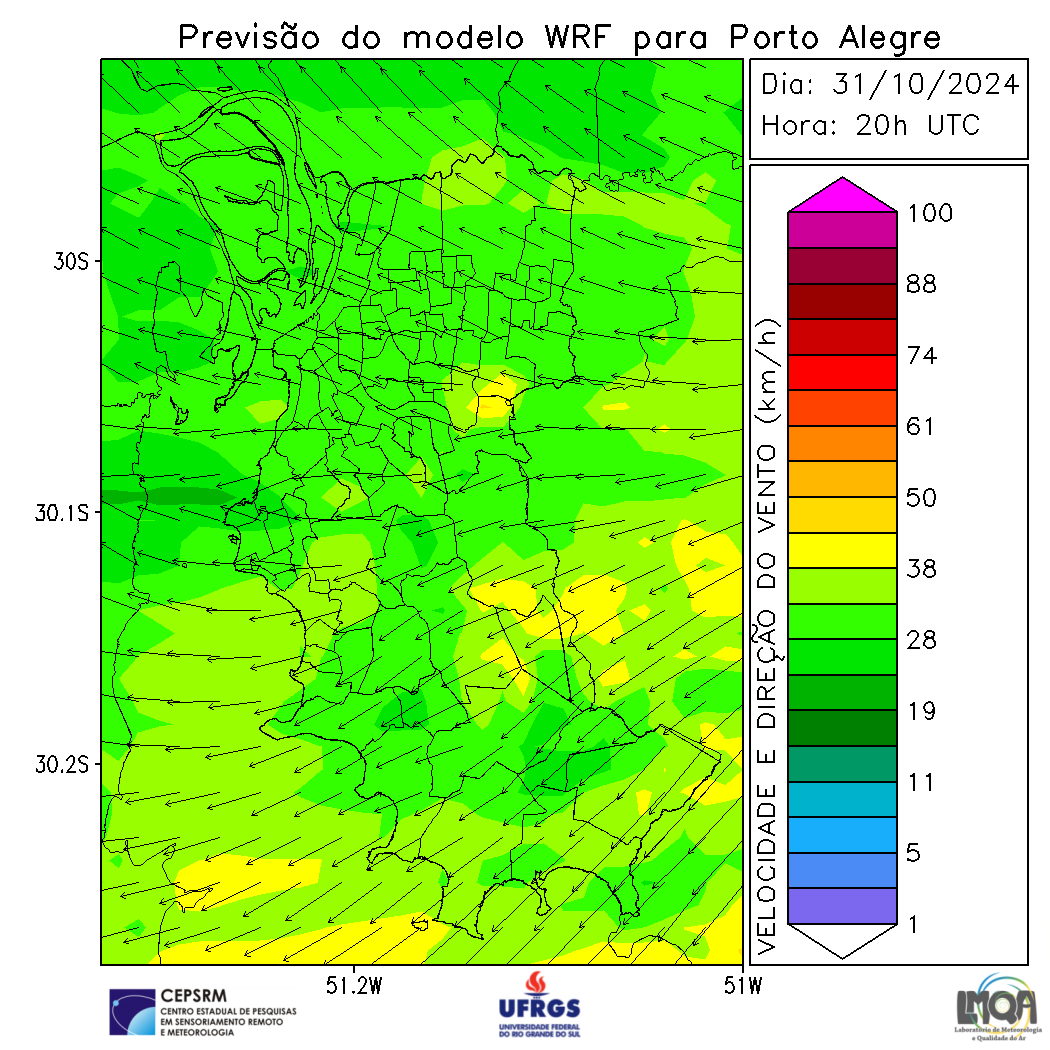 Previsão do modelo WRF para Porto Alegre
Dia: 31/10/2024
Hora: 20h UTC
30S
30.1S
30.2S
51.2W
51W
VELOCIDADE E DIREÇÃO DO VENTO (km/h)
100
88
74
61
50
38
28
19
11
5
1
CEPSRM
CENTRO ESTADUAL DE PESQUISAS
EM SENSORIAMENTO REMOTO
E METEOROLOGIA
UFRGS
UNIVERSIDADE FEDERAL
DO RIO GRANDE DO SUL
LMQA
Laboratório de Meteorologia
e Qualidade do Ar